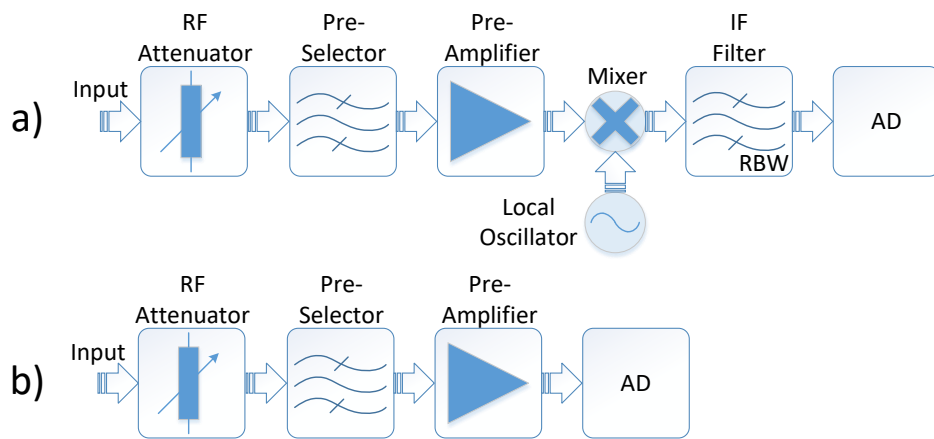 RF
Attenuator
Pre-
Selector
Pre-
Amplifier
Mixer
IF
Filter
Input
a)
RBW
AD
Local
Oscillator
RF
Attenuator
Pre-
Selector
Pre-
Amplifier
Input
b)
AD